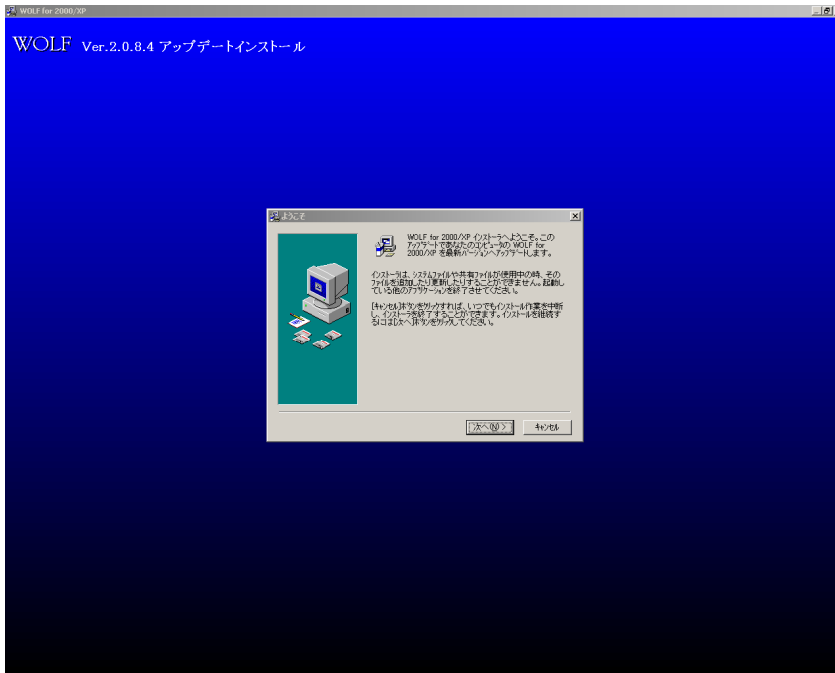 WOLF for 2000/XP
WOLF Ver.2.0.8.4 アップデートインストール
ようこそ
WOLF for 2000/XP インストーラへようこそ。この
アップデートであなたのコンピュータの WOLF for
2000/XP を最新バージョンへアップデートします。
インストーラは、システムファイルや共有ファイルが使用中の時、その
ファイルを追加したり更新したりすることができません。起動し
ている他のアプリケーションを終了させてください。
[キャンセル]ボタンをクリックすれば、いつでもインストール作業を中断
し、インストーラを終了することができます。インストールを継続す
るには[次へ]ボタンをクリックしてください。
次へ(N) >
キャンセル